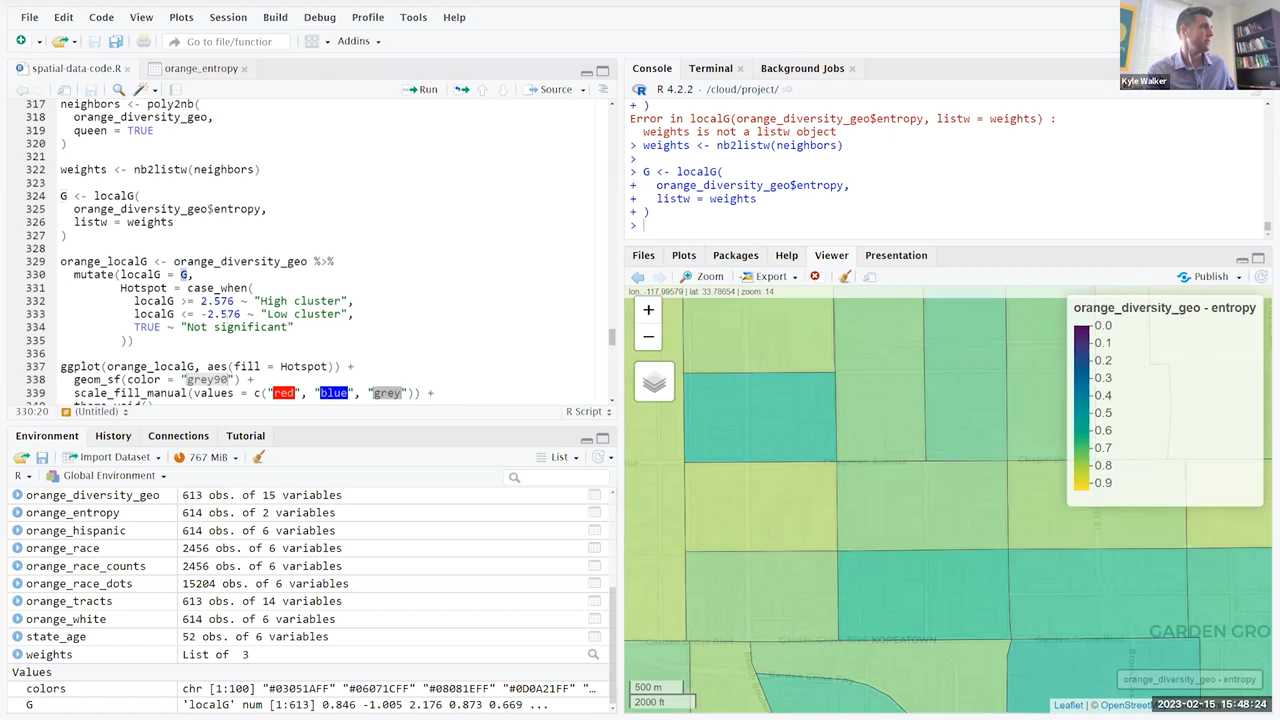 File Edit Code View Plots Session Build Debug Profile Tools Help
Go to file/function Addins
spatial-data-code.R orange_entropy
Run Source
317 neighbors <- poly2nb(
318 orange_diversity_geo,
319 queen = TRUE
320 )
321
322 weights <- nb2listw(neighbors)
323
324 G <- localG(
325 orange_diversity_geo$entropy,
326 listw = weights
327 )
328
329 orange_localG <- orange_diversity_geo %>%
330 mutate(localG = G,
331 Hotspot = case_when(
332 localG >= 2.576 ~ "High cluster",
333 localG <= -2.576 ~ "Low cluster",
334 TRUE ~ "Not significant"
335 ))
336
337 ggplot(orange_localG, aes(fill = Hotspot)) +
338 geom_sf(color = "grey90") +
339 scale_fill_manual(values = c("red", "blue", "grey")) +
330:20 (Untitled) R Script
Environment History Connections Tutorial
Import Dataset 767 MiB List
R Global Environment
orange_diversity_geo 613 obs. of 15 variables
orange_entropy 614 obs. of 2 variables
orange_hispanic 614 obs. of 6 variables
orange_race 2456 obs. of 6 variables
orange_race_counts 2456 obs. of 6 variables
orange_race_dots 15204 obs. of 6 variables
orange_tracts 613 obs. of 14 variables
orange_white 614 obs. of 6 variables
state_age 52 obs. of 6 variables
weights List of 3
Values
colors chr [1:100] "#03051AFF"
G 'localG' num [1:613]
Console Terminal Background Jobs
R 4.2.2 · /cloud/project/
+ )
Error in localG(orange_diversity_geo$entropy, listw = weights) :
weights is not a listw object
> weights <- nb2listw(neighbors)
>
> G <- localG(
+ orange_diversity_geo$entropy,
+ listw = weights
+ )
>
Files Plots Packages Help Viewer Presentation
Zoom Export Publish
lon: -117.99579 | lat: 33.78654 | zoom: 14
+
−
orange_diversity_geo - entropy
0.0
0.1
0.2
0.3
0.4
0.5
0.6
0.7
0.8
0.9
KOREATOWN
GARDEN GRO
500 m
2000 ft
orange_diversity_geo - entropy
Leaflet | © OpenStreet
2023-02-15 15:48:24
Kyle Walker